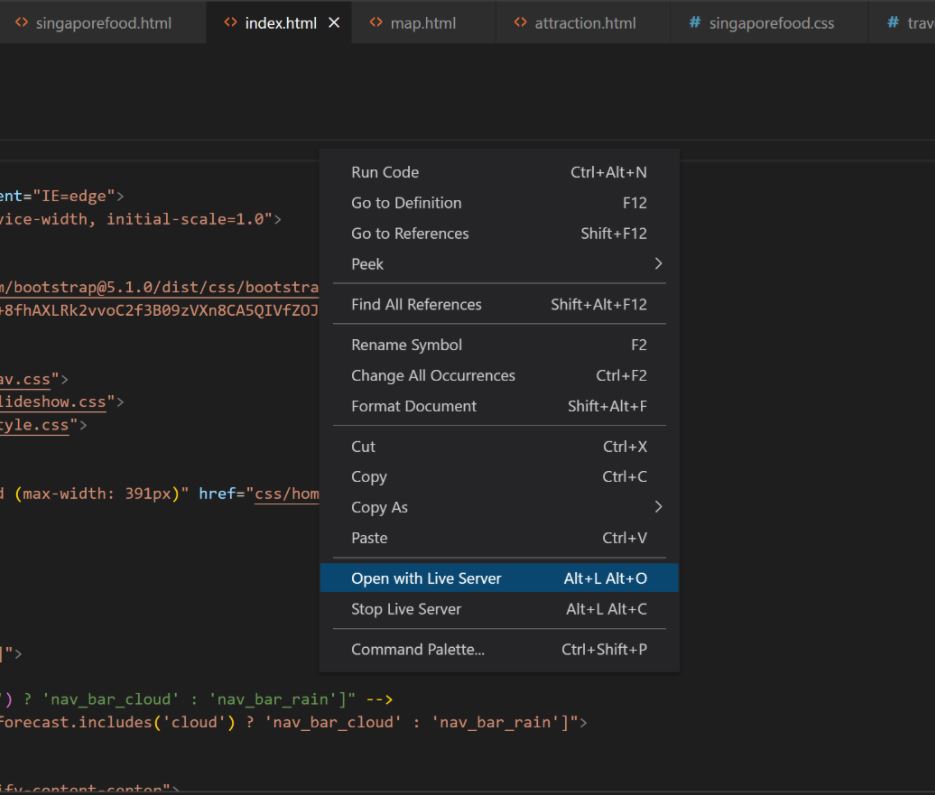 <> singaporefood.html <> index.html × <> map.html <> attraction.html # singaporefood.css # trav
ent="IE=edge">
vice-width, initial-scale=1.0">
m/bootstrap@5.1.0/dist/css/bootstra
+8fhAXLRk2vvoC2f3B09zVXn8CA5QIVfZOJ
av.css">
lideshow.css">
tyle.css">
d (max-width: 391px)" href="css/hom
]">
') ? 'nav_bar_cloud' : 'nav_bar_rain']" -->
forecast.includes('cloud') ? 'nav_bar_cloud' : 'nav_bar_rain']">
ify-content-center">
Run Code Ctrl+Alt+N
Go to Definition F12
Go to References Shift+F12
Peek >
Find All References Shift+Alt+F12
Rename Symbol F2
Change All Occurrences Ctrl+F2
Format Document Shift+Alt+F
Cut Ctrl+X
Copy Ctrl+C
Copy As >
Paste Ctrl+V
Open with Live Server Alt+L Alt+O
Stop Live Server Alt+L Alt+C
Command Palette... Ctrl+Shift+P